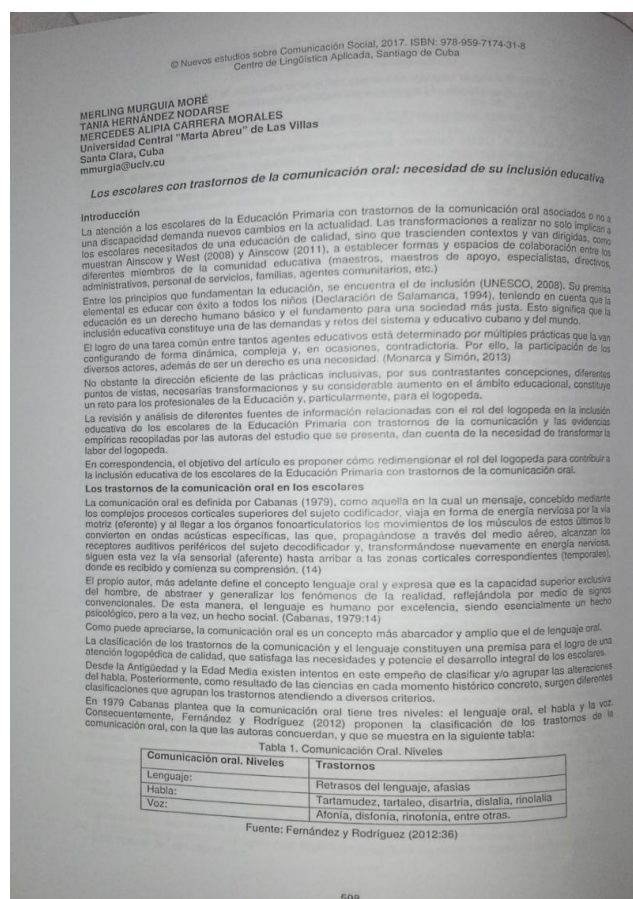 © Nuevos estudios sobre Comunicación Social, 2017. ISBN: 978-959-7174-31-8
Centro de Lingüística Aplicada, Santiago de Cuba
MERLING MURGUIA MORÉ
TANIA HERNÁNDEZ NODARSE
MERCEDES ALIPIA CARRERA MORALES
Universidad Central "Marta Abreu" de Las Villas
Santa Clara, Cuba
mmurgia@uclv.cu
Los escolares con trastornos de la comunicación oral: necesidad de su inclusión educativa
Introducción
La atención a los escolares de la Educación Primaria con trastornos de la comunicación oral asociados o no a
una discapacidad demanda nuevos cambios en la actualidad. Las transformaciones a realizar no solo implican a
los escolares necesitados de una educación de calidad, sino que trascienden contextos y van dirigidas, como
muestran Ainscow y West (2008) y Ainscow (2011), a establecer formas y espacios de colaboración entre los
diferentes miembros de la comunidad educativa (maestros, maestros de apoyo, especialistas, directivos,
administrativos, personal de servicios, familias, agentes comunitarios, etc.)
Entre los principios que fundamentan la educación, se encuentra el de inclusión (UNESCO, 2008). Su premisa
elemental es educar con éxito a todos los niños (Declaración de Salamanca, 1994), teniendo en cuenta que la
educación es un derecho humano básico y el fundamento para una sociedad más justa. Esto significa que la
inclusión educativa constituye una de las demandas y retos del sistema y educativo cubano y del mundo.
El logro de una tarea común entre tantos agentes educativos está determinado por múltiples prácticas que la van
configurando de forma dinámica, compleja y, en ocasiones, contradictoria. Por ello, la participación de los
diversos actores, además de ser un derecho es una necesidad. (Monarca y Simón, 2013)
No obstante la dirección eficiente de las prácticas inclusivas, por sus contrastantes concepciones, diferentes
puntos de vistas, necesarias transformaciones y su considerable aumento en el ámbito educacional, constituye
un reto para los profesionales de la Educación y, particularmente, para el logopeda.
La revisión y análisis de diferentes fuentes de información relacionadas con el rol del logopeda en la inclusión
educativa de los escolares de la Educación Primaria con trastornos de la comunicación y las evidencias
empíricas recopiladas por las autoras del estudio que se presenta, dan cuenta de la necesidad de transformar la
labor del logopeda.
En correspondencia, el objetivo del artículo es proponer cómo redimensionar el rol del logopeda para contribuir a
la inclusión educativa de los escolares de la Educación Primaria con trastornos de la comunicación oral.
Los trastornos de la comunicación oral en los escolares
La comunicación oral es definida por Cabanas (1979), como aquella en la cual un mensaje, concebido mediante
los complejos procesos corticales superiores del sujeto codificador, viaja en forma de energía nerviosa por la vía
motriz (eferente) y al llegar a los órganos fonoarticulatorios los movimientos de los músculos de estos últimos lo
convierten en ondas acústicas específicas, las que, propagándose a través del medio aéreo, alcanzan los
receptores auditivos periféricos del sujeto decodificador y, transformándose nuevamente en energía nerviosa,
siguen esta vez la vía sensorial (aferente) hasta arribar a las zonas corticales correspondientes (temporales),
donde es recibido y comienza su comprensión. (14)
El propio autor, más adelante define el concepto lenguaje oral y expresa que es la capacidad superior exclusiva
del hombre, de abstraer y generalizar los fenómenos de la realidad, reflejándola por medio de signos
convencionales. De esta manera, el lenguaje es humano por excelencia, siendo esencialmente un hecho
psicológico, pero a la vez, un hecho social. (Cabanas, 1979:14)
Como puede apreciarse, la comunicación oral es un concepto más abarcador y amplio que el de lenguaje oral.
La clasificación de los trastornos de la comunicación y el lenguaje constituyen una premisa para el logro de una
atención logopédica de calidad, que satisfaga las necesidades y potencie el desarrollo integral de los escolares.
Desde la Antigüedad y la Edad Media existen intentos en este empeño de clasificar y/o agrupar las alteraciones
del habla. Posteriormente, como resultado de las ciencias en cada momento histórico concreto, surgen diferentes
clasificaciones que agrupan los trastornos atendiendo a diversos criterios.
En 1979 Cabanas plantea que la comunicación oral tiene tres niveles: el lenguaje oral, el habla y la voz.
Consecuentemente, Fernández y Rodríguez (2012) proponen la clasificación de los trastornos de la
comunicación oral, con la que las autoras concuerdan, y que se muestra en la siguiente tabla:
Tabla 1. Comunicación Oral. Niveles
Comunicación oral. Niveles Trastornos
Lenguaje: Retrasos del lenguaje, afasias
Habla: Tartamudez, tartaleo, disartria, dislalia, rinolalia
Voz: Afonía, disfonía, rinofonía, entre otras.
Fuente: Fernández y Rodríguez (2012:36)